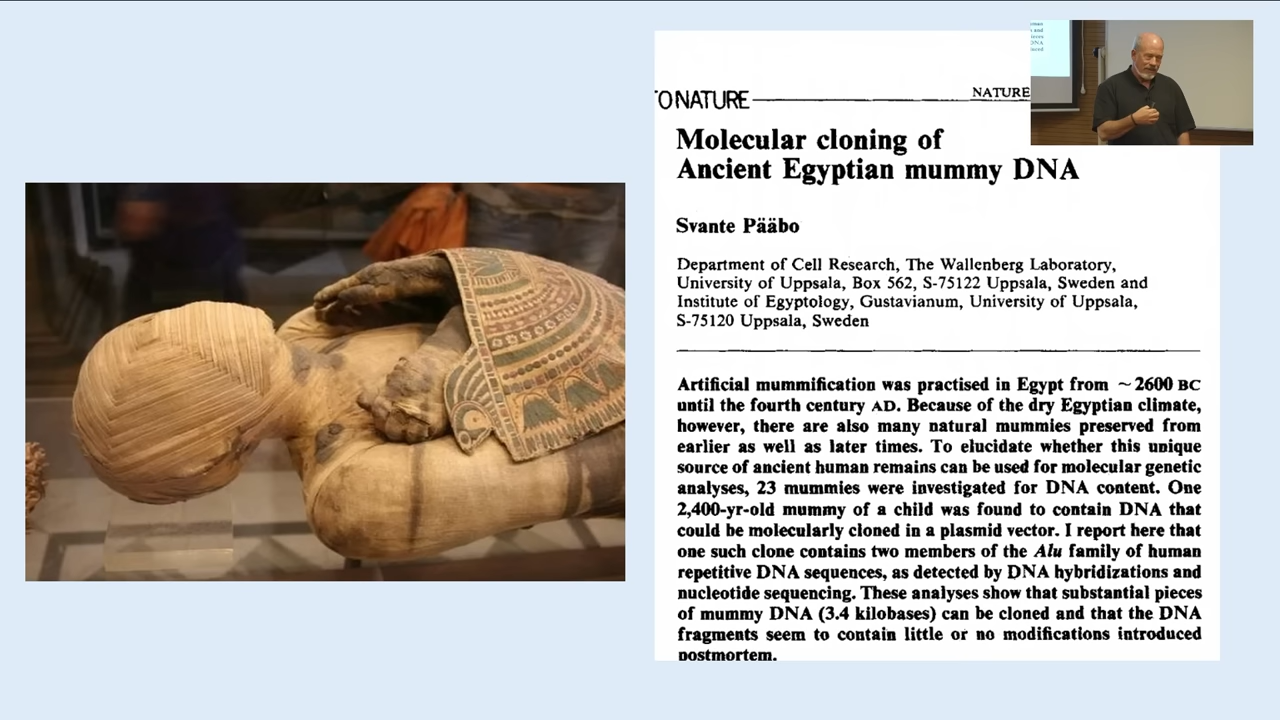 TO NATURE
NATURE
Molecular cloning of
Ancient Egyptian mummy DNA
Svante Pääbo
Department of Cell Research, The Wallenberg Laboratory,
University of Uppsala, Box 562, S-75122 Uppsala, Sweden and
Institute of Egyptology, Gustavianum, University of Uppsala,
S-75120 Uppsala, Sweden
Artificial mummification was practised in Egypt from ~2600 BC
until the fourth century AD. Because of the dry Egyptian climate,
however, there are also many natural mummies preserved from
earlier as well as later times. To elucidate whether this unique
source of ancient human remains can be used for molecular genetic
analyses, 23 mummies were investigated for DNA content. One
2,400-yr-old mummy of a child was found to contain DNA that
could be molecularly cloned in a plasmid vector. I report here that
one such clone contains two members of the Alu family of human
repetitive DNA sequences, as detected by DNA hybridizations and
nucleotide sequencing. These analyses show that substantial pieces
of mummy DNA (3.4 kilobases) can be cloned and that the DNA
fragments seem to contain little or no modifications introduced
postmortem.